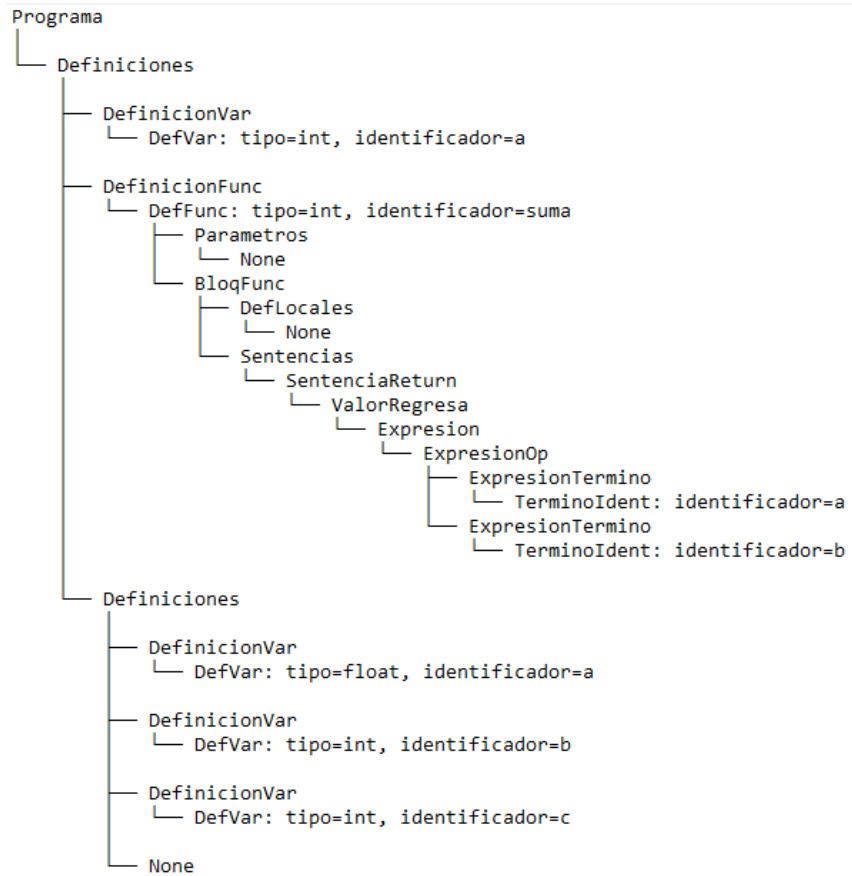 Programa
Definiciones
DefinicionVar
DefVar: tipo=int, identificador=a
DefinicionFunc
DefFunc: tipo=int, identificador=suma
Parametros
None
BloqFunc
DefLocales
None
Sentencias
SentenciaReturn
ValorRegresa
Expresion
ExpresionOp
ExpresionTermino
TerminoIdent: identificador=a
ExpresionTermino
TerminoIdent: identificador=b
Definiciones
DefinicionVar
DefVar: tipo=float, identificador=a
DefinicionVar
DefVar: tipo=int, identificador=b
DefinicionVar
DefVar: tipo=int, identificador=c
None